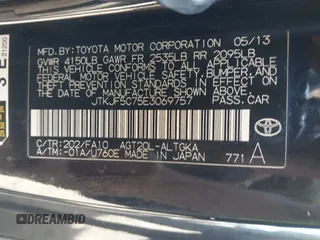 MFD BY: TOYOTA MOTOR CORPORATION 05/13
GVWR 4150LB GAWR FR 2535LB RR 2095LB
THIS VEHICLE CONFORMS TO ALL APPLICABLE
FEDERAL MOTOR VEHICLE SAFETY, BUMPER, AND
THEFT PREVENTION STANDARDS IN EFFECT ON
THE DATE OF MANUFACTURE SHOWN ABOVE.
JTKJF5C75E3069757 PASS. CAR
C/TR: 202/FA10 AGT20L-ALTGKA
A/TM: -01A/U760E MADE IN JAPAN
771 A
TOYOTA
DREAMBID